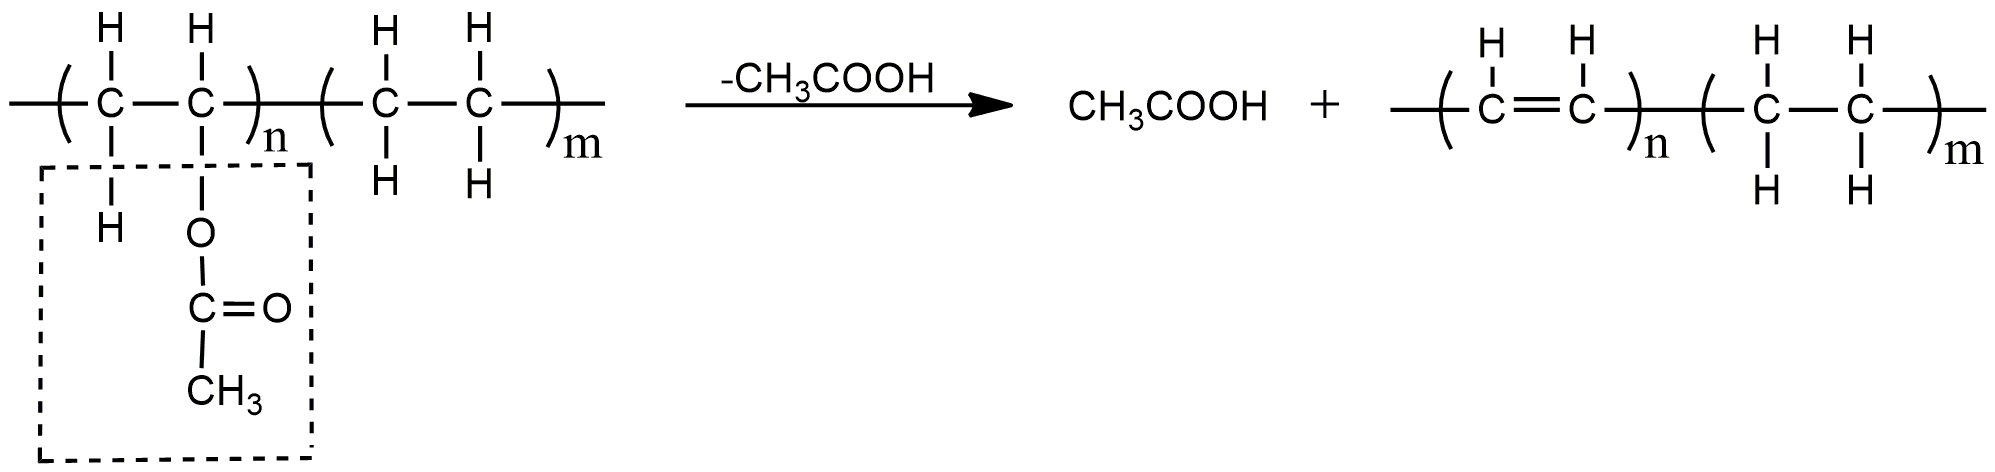 H H H H H H H H
-CH3COOH
C C n C C m CH3COOH + C=C n C C m
H H H H
H O
C=O
CH3